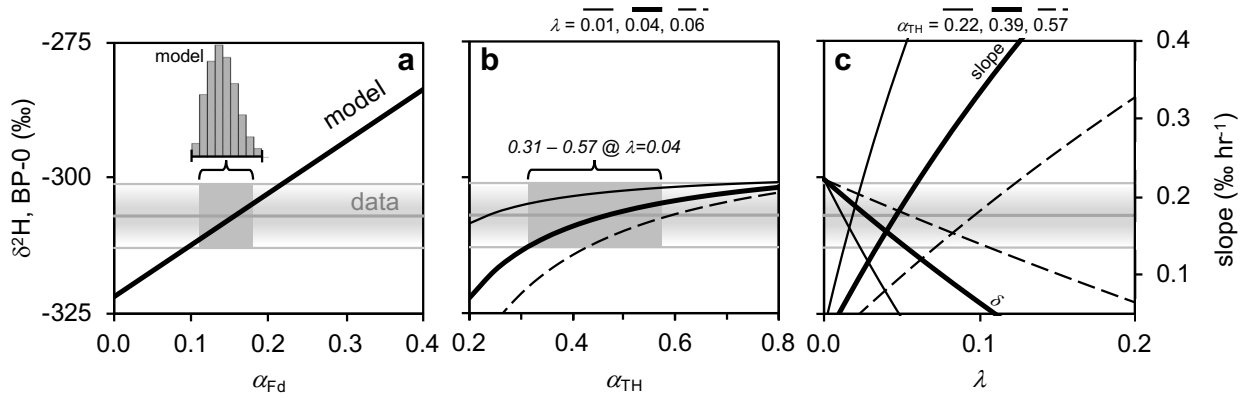 λ = 0.01, 0.04, 0.06
αTH = 0.22, 0.39, 0.57
-275
-300
-325
δ²H, BP-0 (‰)
a
model
model
data
0.0
0.1
0.2
0.3
0.4
αFd
b
0.31 – 0.57 @ λ=0.04
0.2
0.4
0.6
0.8
αTH
c
slope
δ
0.0
0.1
0.2
λ
0.4
0.3
0.2
0.1
slope (‰ hr⁻¹)